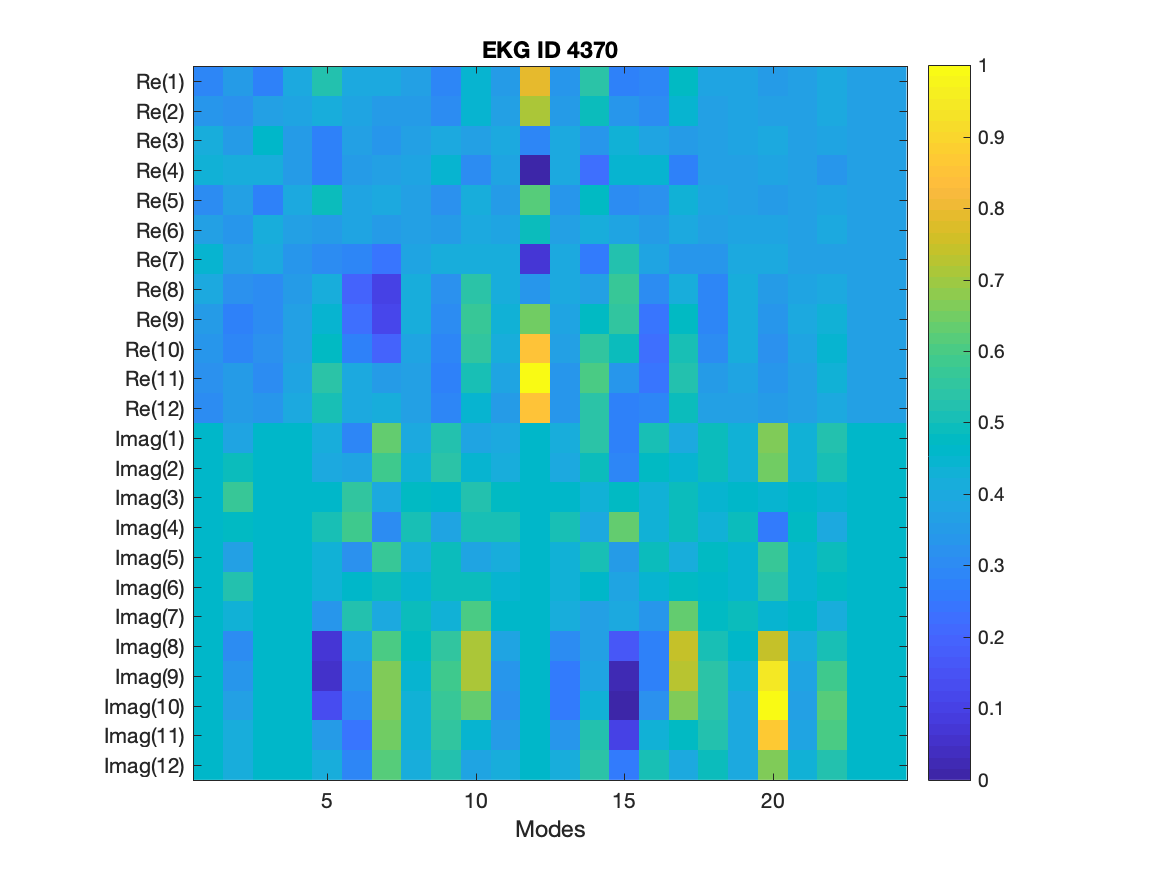 EKG ID 4370
Re(1)
Re(2)
Re(3)
Re(4)
Re(5)
Re(6)
Re(7)
Re(8)
Re(9)
Re(10)
Re(11)
Re(12)
Imag(1)
Imag(2)
Imag(3)
Imag(4)
Imag(5)
Imag(6)
Imag(7)
Imag(8)
Imag(9)
Imag(10)
Imag(11)
Imag(12)
5 10 15 20
Modes
1
0.9
0.8
0.7
0.6
0.5
0.4
0.3
0.2
0.1
0